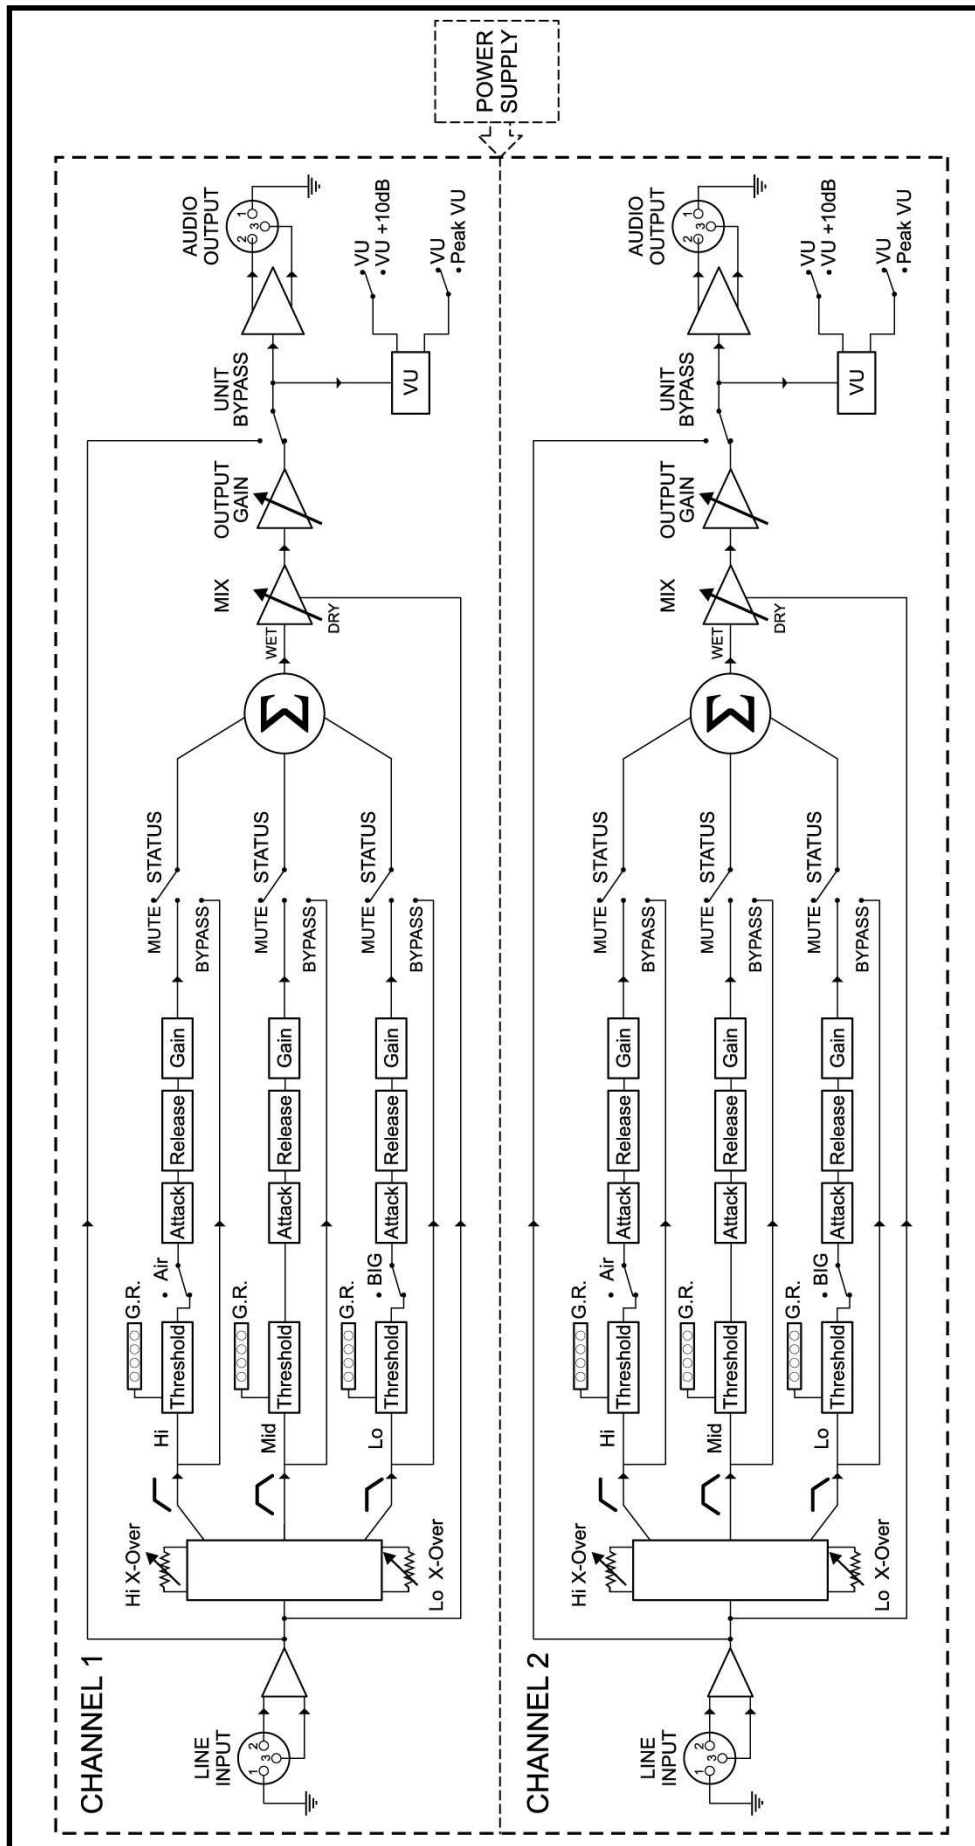 POWER
SUPPLY
CHANNEL 1
LINE
INPUT
1
2
3
Hi X-Over
Lo X-Over
Hi
Threshold
G.R.
Air
Attack
Release
Gain
MUTE
STATUS
BYPASS
Mid
Threshold
G.R.
Attack
Release
Gain
MUTE
STATUS
BYPASS
Lo
Threshold
G.R.
BIG
Attack
Release
Gain
MUTE
STATUS
BYPASS
Σ
WET
DRY
MIX
OUTPUT
GAIN
UNIT
BYPASS
VU
VU
VU +10dB
VU
Peak VU
AUDIO
OUTPUT
2
3
1
CHANNEL 2
LINE
INPUT
1
2
3
Hi X-Over
Lo X-Over
Hi
Threshold
G.R.
Air
Attack
Release
Gain
MUTE
STATUS
BYPASS
Mid
Threshold
G.R.
Attack
Release
Gain
MUTE
STATUS
BYPASS
Lo
Threshold
G.R.
BIG
Attack
Release
Gain
MUTE
STATUS
BYPASS
Σ
WET
DRY
MIX
OUTPUT
GAIN
UNIT
BYPASS
VU
VU
VU +10dB
VU
Peak VU
AUDIO
OUTPUT
2
3
1